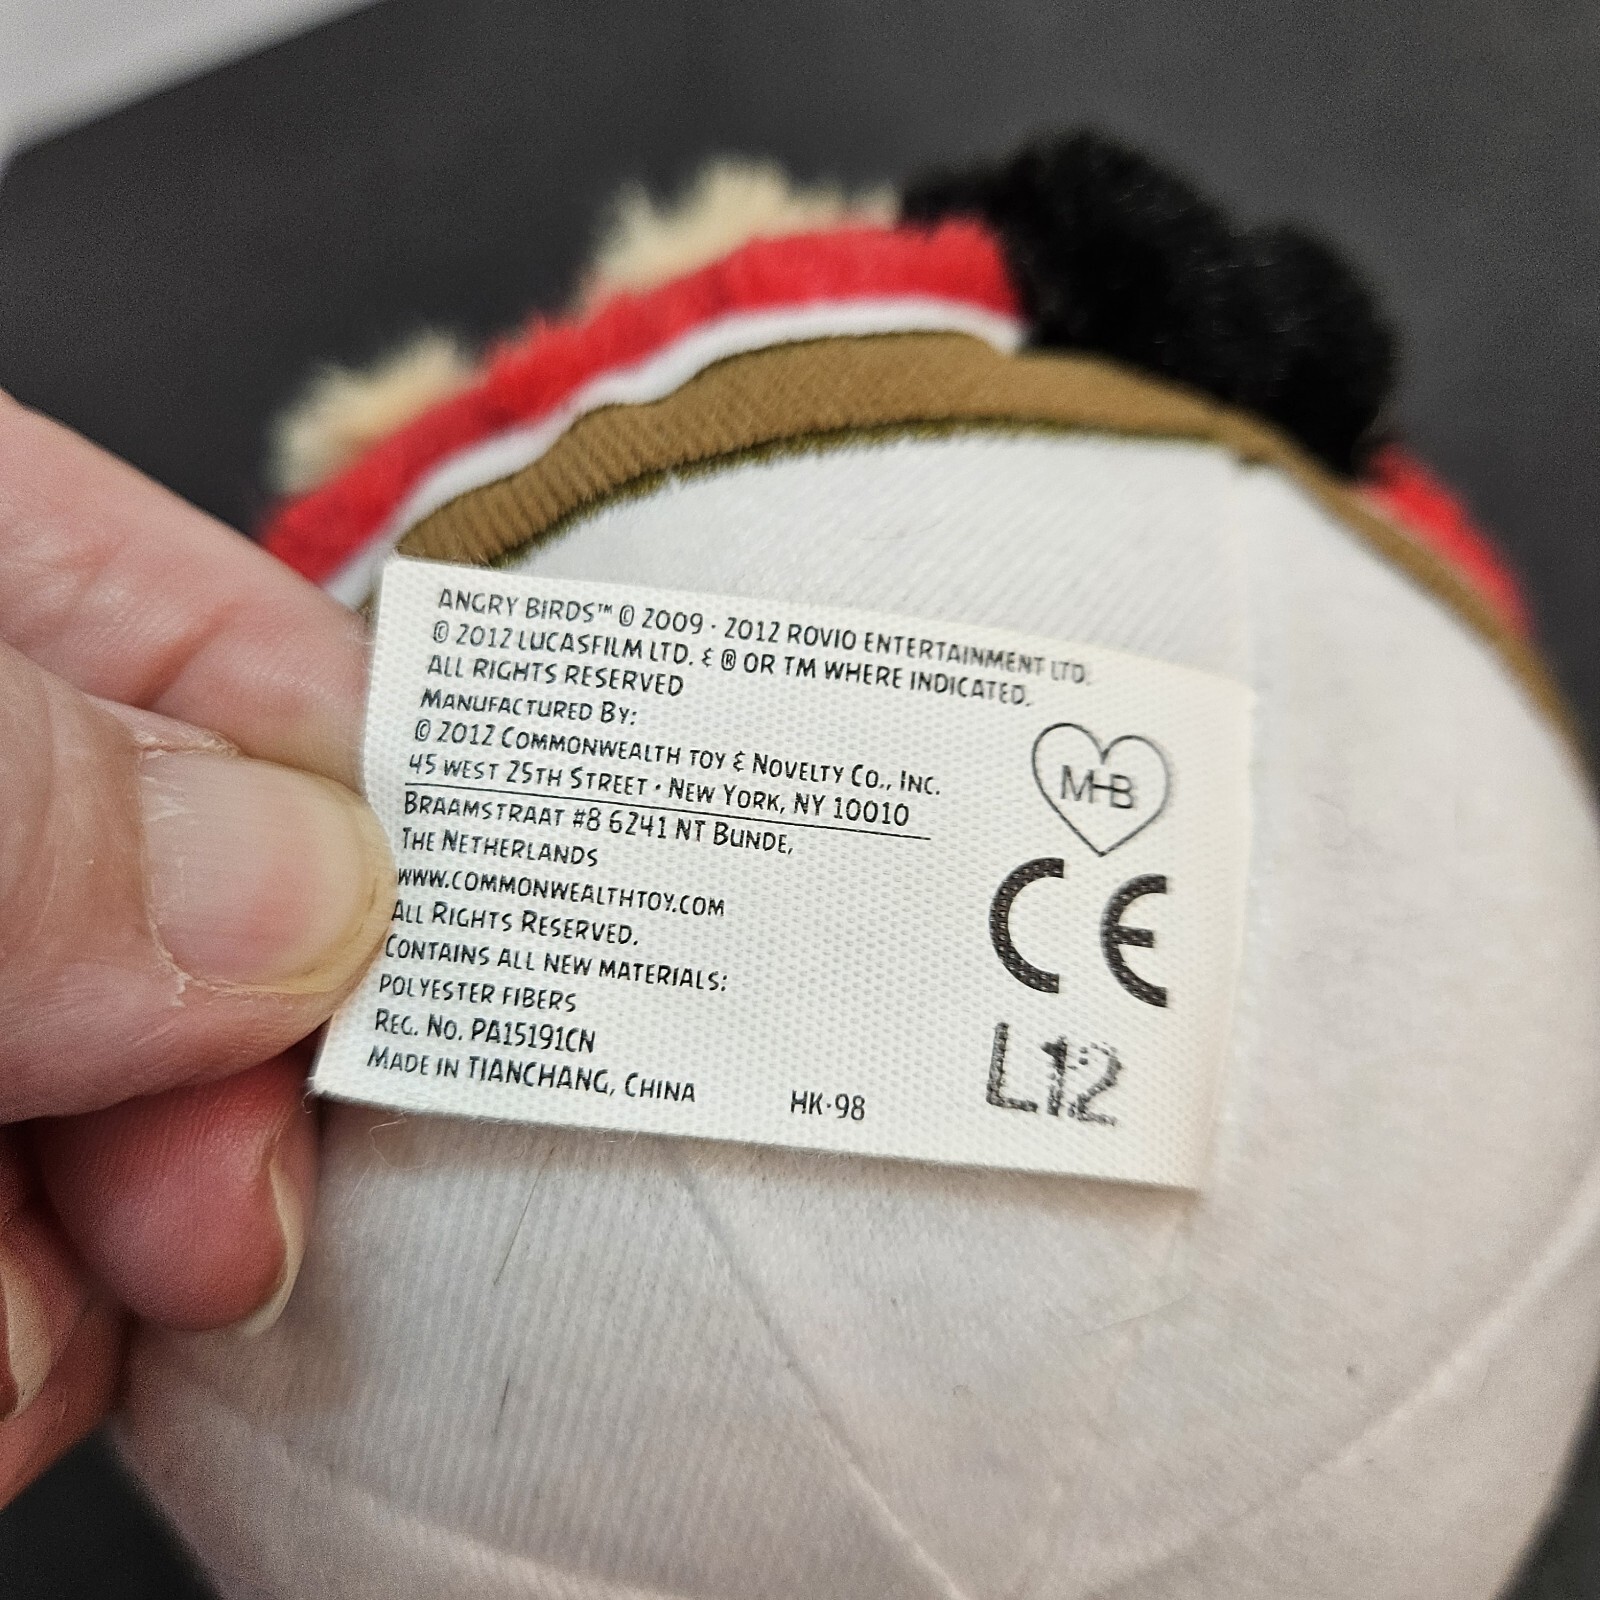 ANGRY BIRDS™ © 2009 - 2012 ROVIO ENTERTAINMENT LTD.
© 2012 LUCASFILM LTD. & ® OR TM WHERE INDICATED.
ALL RIGHTS RESERVED
MANUFACTURED BY:
© 2012 COMMONWEALTH TOY & NOVELTY CO., INC.
45 WEST 25TH STREET • NEW YORK, NY 10010
BRAAMSTRAAT #8 6241 NT BUNDE,
THE NETHERLANDS
WWW.COMMONWEALTHTOY.COM
ALL RIGHTS RESERVED.
CONTAINS ALL NEW MATERIALS:
POLYESTER FIBERS
REG. NO. PA15191CN
MADE IN TIANCHANG, CHINA
HK-98
M-B
CE
L12